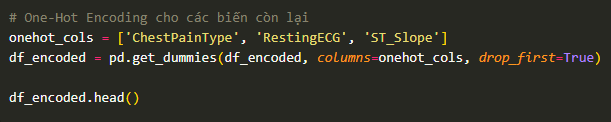 # One-Hot Encoding cho các biến còn lại
onehot_cols = ['ChestPainType', 'RestingECG', 'ST_Slope']
df_encoded = pd.get_dummies(df_encoded, columns=onehot_cols, drop_first=True)
df_encoded.head()